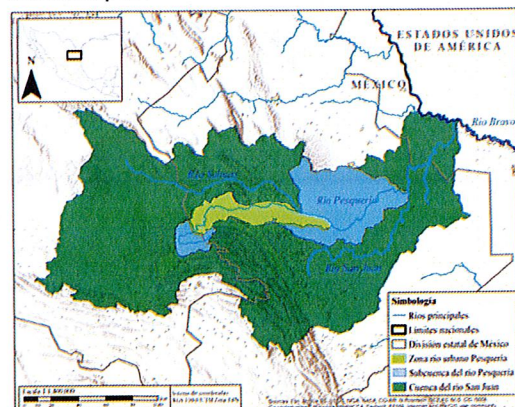 ESTADOS UNIDOS
DE AMÉRICA
N
MÉXICO
Río Bravo
Río Salinas
Río Pesquería
Río San Juan
Simbología
Ríos principales
Límites nacionales
División estatal de México
Zona río urbano Pesquería
Subcuenca del río Pesquería
Cuenca del río San Juan